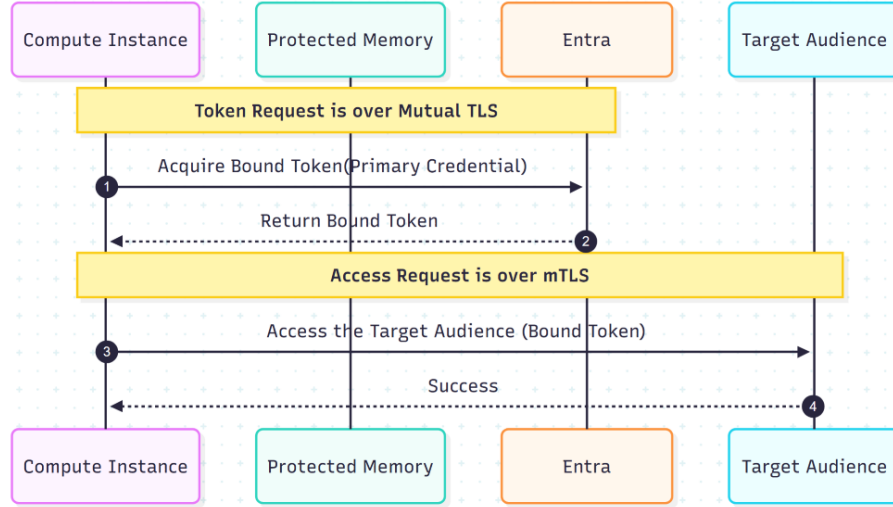 Compute Instance
Protected Memory
Entra
Target Audience
Token Request is over Mutual TLS
Acquire Bound Token(Primary Credential)
1
Return Bound Token
2
Access Request is over mTLS
Access the Target Audience (Bound Token)
3
Success
4
Compute Instance
Protected Memory
Entra
Target Audience